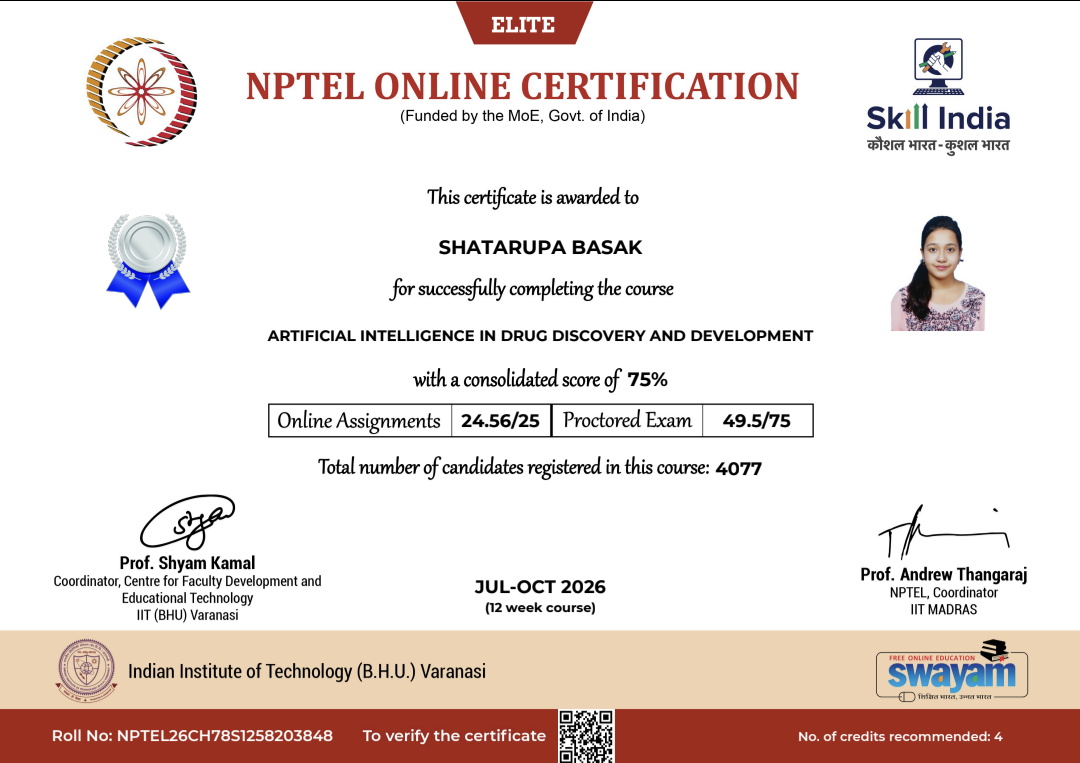 ELITE
NPTEL ONLINE CERTIFICATION
(Funded by the MoE, Govt. of India)
Skill India
कौशल भारत - कुशल भारत
This certificate is awarded to
SHATARUPA BASAK
for successfully completing the course
ARTIFICIAL INTELLIGENCE IN DRUG DISCOVERY AND DEVELOPMENT
with a consolidated score of 75%
Online Assignments 24.56/25 Proctored Exam 49.5/75
Total number of candidates registered in this course: 4077
Prof. Shyam Kamal
Coordinator, Centre for Faculty Development and
Educational Technology
IIT (BHU) Varanasi
JUL-OCT 2026
(12 week course)
Prof. Andrew Thangaraj
NPTEL, Coordinator
IIT MADRAS
Indian Institute of Technology (B.H.U.) Varanasi
FREE ONLINE EDUCATION
swayam
शिक्षित भारत, उन्नत भारत
Roll No: NPTEL26CH78S1258203848 To verify the certificate
No. of credits recommended: 4